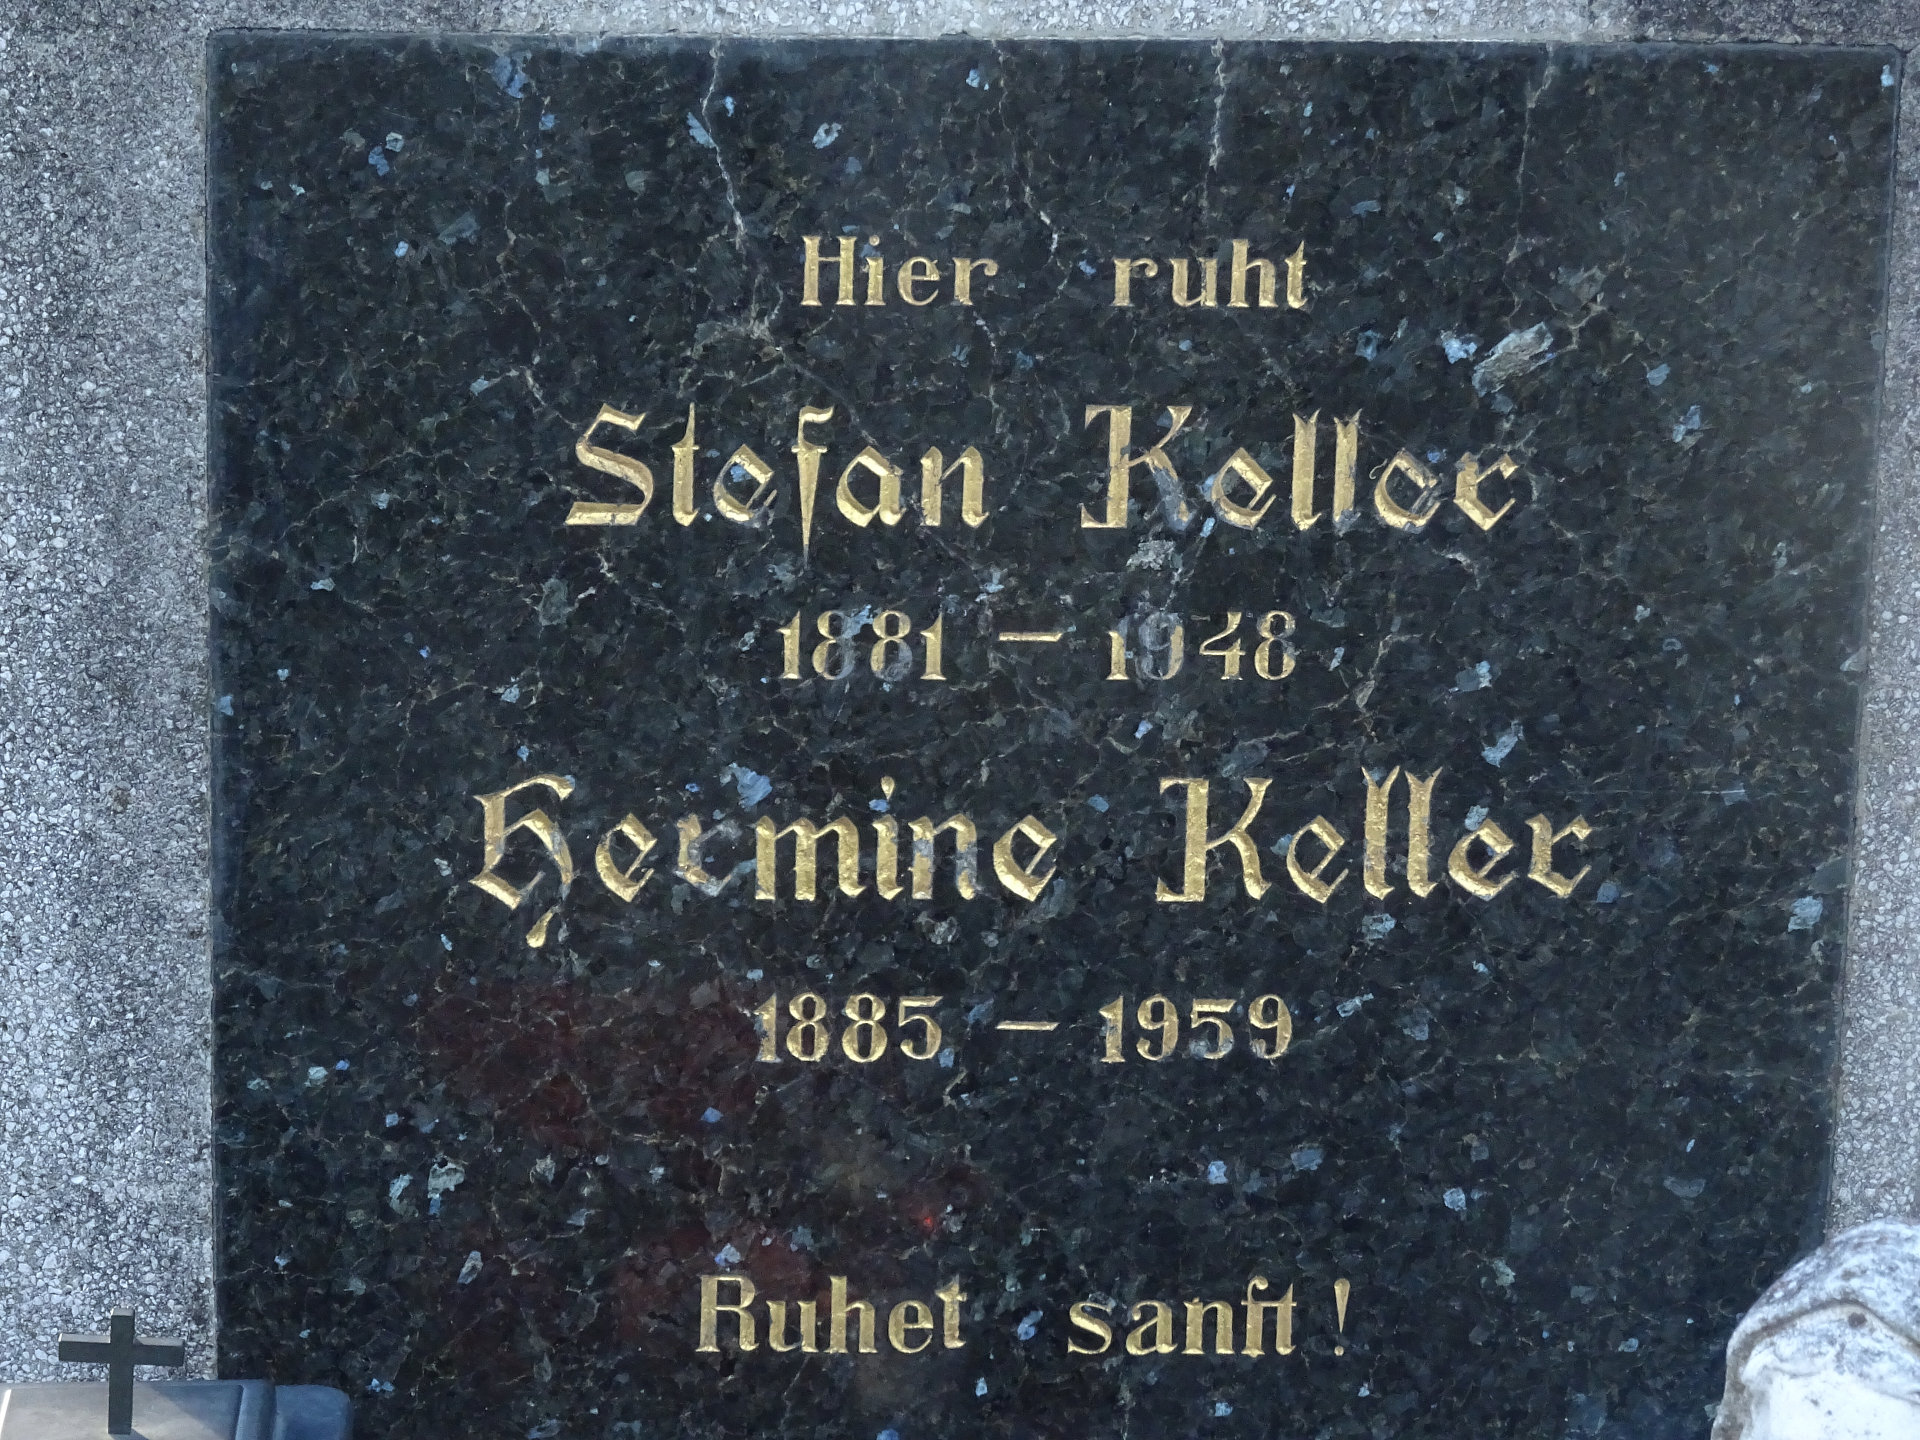 Hier ruht
Stefan Keller
1881 – 1948
Hermine Keller
1885 – 1959
Ruhet sanft!